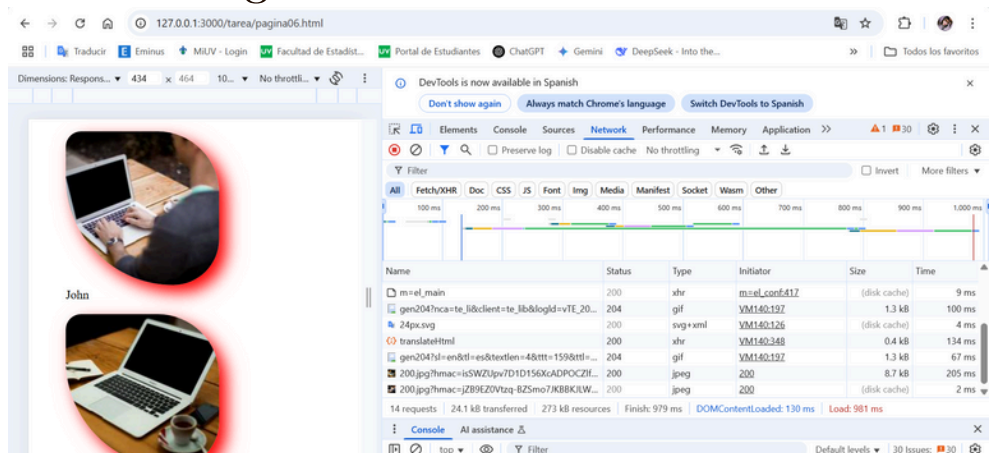 127.0.0.1:3000/tarea/pagina06.html
Traducir Eminus MiUV - Login Facultad de Estadíst... Portal de Estudiantes ChatGPT Gemini DeepSeek - Into the... » Todos los favoritos
Dimensions: Respons... 434 x 464 10... No throttli...
DevTools is now available in Spanish
Don't show again Always match Chrome's language Switch DevTools to Spanish
Elements Console Sources Network Performance Memory Application » 1 30
Preserve log Disable cache No throttling
Filter Invert More filters
All Fetch/XHR Doc CSS JS Font Img Media Manifest Socket Wasm Other
100 ms 200 ms 300 ms 400 ms 500 ms 600 ms 700 ms 800 ms 900 ms 1,000 ms
Name Status Type Initiator Size Time
m=el_main 200 xhr m=el_conf:417 (disk cache) 9 ms
gen204?nca=te_li&client=te_lib&logld=vTE_20... 204 gif VM140:197 1.3 kB 100 ms
24px.svg 200 svg+xml VM140:126 (disk cache) 4 ms
translateHtml 200 xhr VM140:348 0.4 kB 134 ms
gen204?sl=en&tl=es&textlen=4&ttt=159&ttl=... 204 gif VM140:197 1.3 kB 67 ms
200.jpg?hmac=isSWZUpv7D1D156XcADPOCZlf... 200 jpeg 200 8.7 kB 205 ms
200.jpg?hmac=jZB9EZ0Vtzq-BZSmo7JKBBKJLW... 200 jpeg 200 (disk cache) 2 ms
14 requests 24.1 kB transferred 273 kB resources Finish: 979 ms DOMContentLoaded: 130 ms Load: 981 ms
Console AI assistance
top Filter Default levels 30 Issues: 30
John